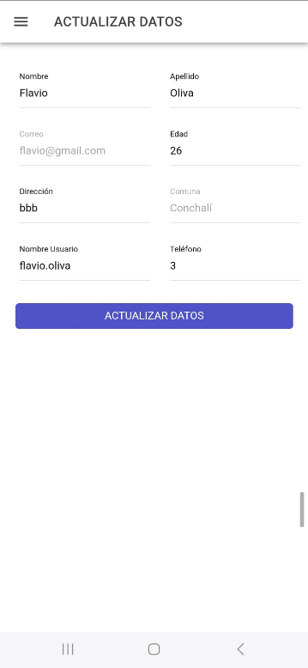 ACTUALIZAR DATOS
Nombre Apellido
Flavio Oliva
Correo Edad
flavio@gmail.com 26
Dirección Comuna
bbb Conchalí
Nombre Usuario Teléfono
flavio.oliva 3
ACTUALIZAR DATOS